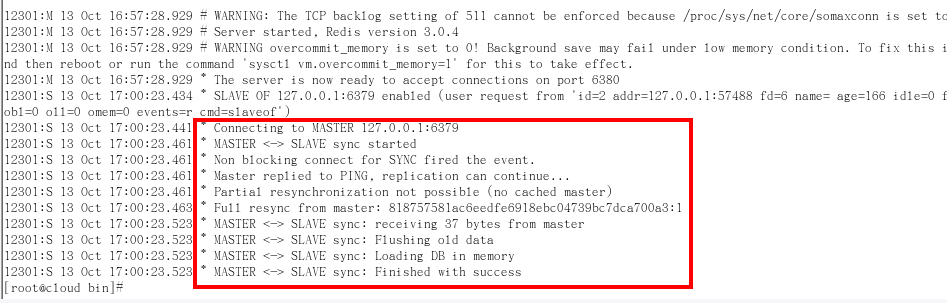 12301:M 13 Oct 16:57:28.929 # WARNING: The TCP backlog setting of 511 cannot be enforced because /proc/sys/net/core/somaxconn is set to
12301:M 13 Oct 16:57:28.929 # Server started, Redis version 3.0.4
12301:M 13 Oct 16:57:28.929 # WARNING overcommit_memory is set to 0! Background save may fail under low memory condition. To fix this i
nd then reboot or run the command 'sysctl vm.overcommit_memory=1' for this to take effect.
12301:M 13 Oct 16:57:28.929 * The server is now ready to accept connections on port 6380
12301:S 13 Oct 17:00:23.434 * SLAVE OF 127.0.0.1:6379 enabled (user request from 'id=2 addr=127.0.0.1:57488 fd=6 name= age=166 idle=0 f
obl=0 oll=0 omem=0 events=r cmd=slaveof')
12301:S 13 Oct 17:00:23.441 * Connecting to MASTER 127.0.0.1:6379
12301:S 13 Oct 17:00:23.461 * MASTER <-> SLAVE sync started
12301:S 13 Oct 17:00:23.461 * Non blocking connect for SYNC fired the event.
12301:S 13 Oct 17:00:23.461 * Master replied to PING, replication can continue...
12301:S 13 Oct 17:00:23.461 * Partial resynchronization not possible (no cached master)
12301:S 13 Oct 17:00:23.463 * Full resync from master: 818757581ac6eedfe6918ebc04739bc7dca700a3:1
12301:S 13 Oct 17:00:23.523 * MASTER <-> SLAVE sync: receiving 37 bytes from master
12301:S 13 Oct 17:00:23.523 * MASTER <-> SLAVE sync: Flushing old data
12301:S 13 Oct 17:00:23.523 * MASTER <-> SLAVE sync: Loading DB in memory
12301:S 13 Oct 17:00:23.523 * MASTER <-> SLAVE sync: Finished with success
[root@cloud bin]#